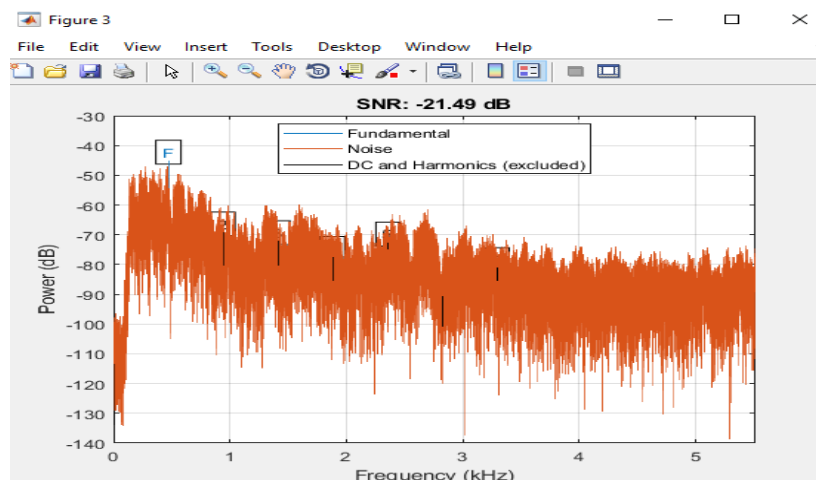 Figure 3
File Edit View Insert Tools Desktop Window Help
SNR: -21.49 dB
Fundamental
Noise
DC and Harmonics (excluded)
F
Power (dB)
-30
-40
-50
-60
-70
-80
-90
-100
-110
-120
-130
-140
0 1 2 3 4 5
Frequency (kHz)